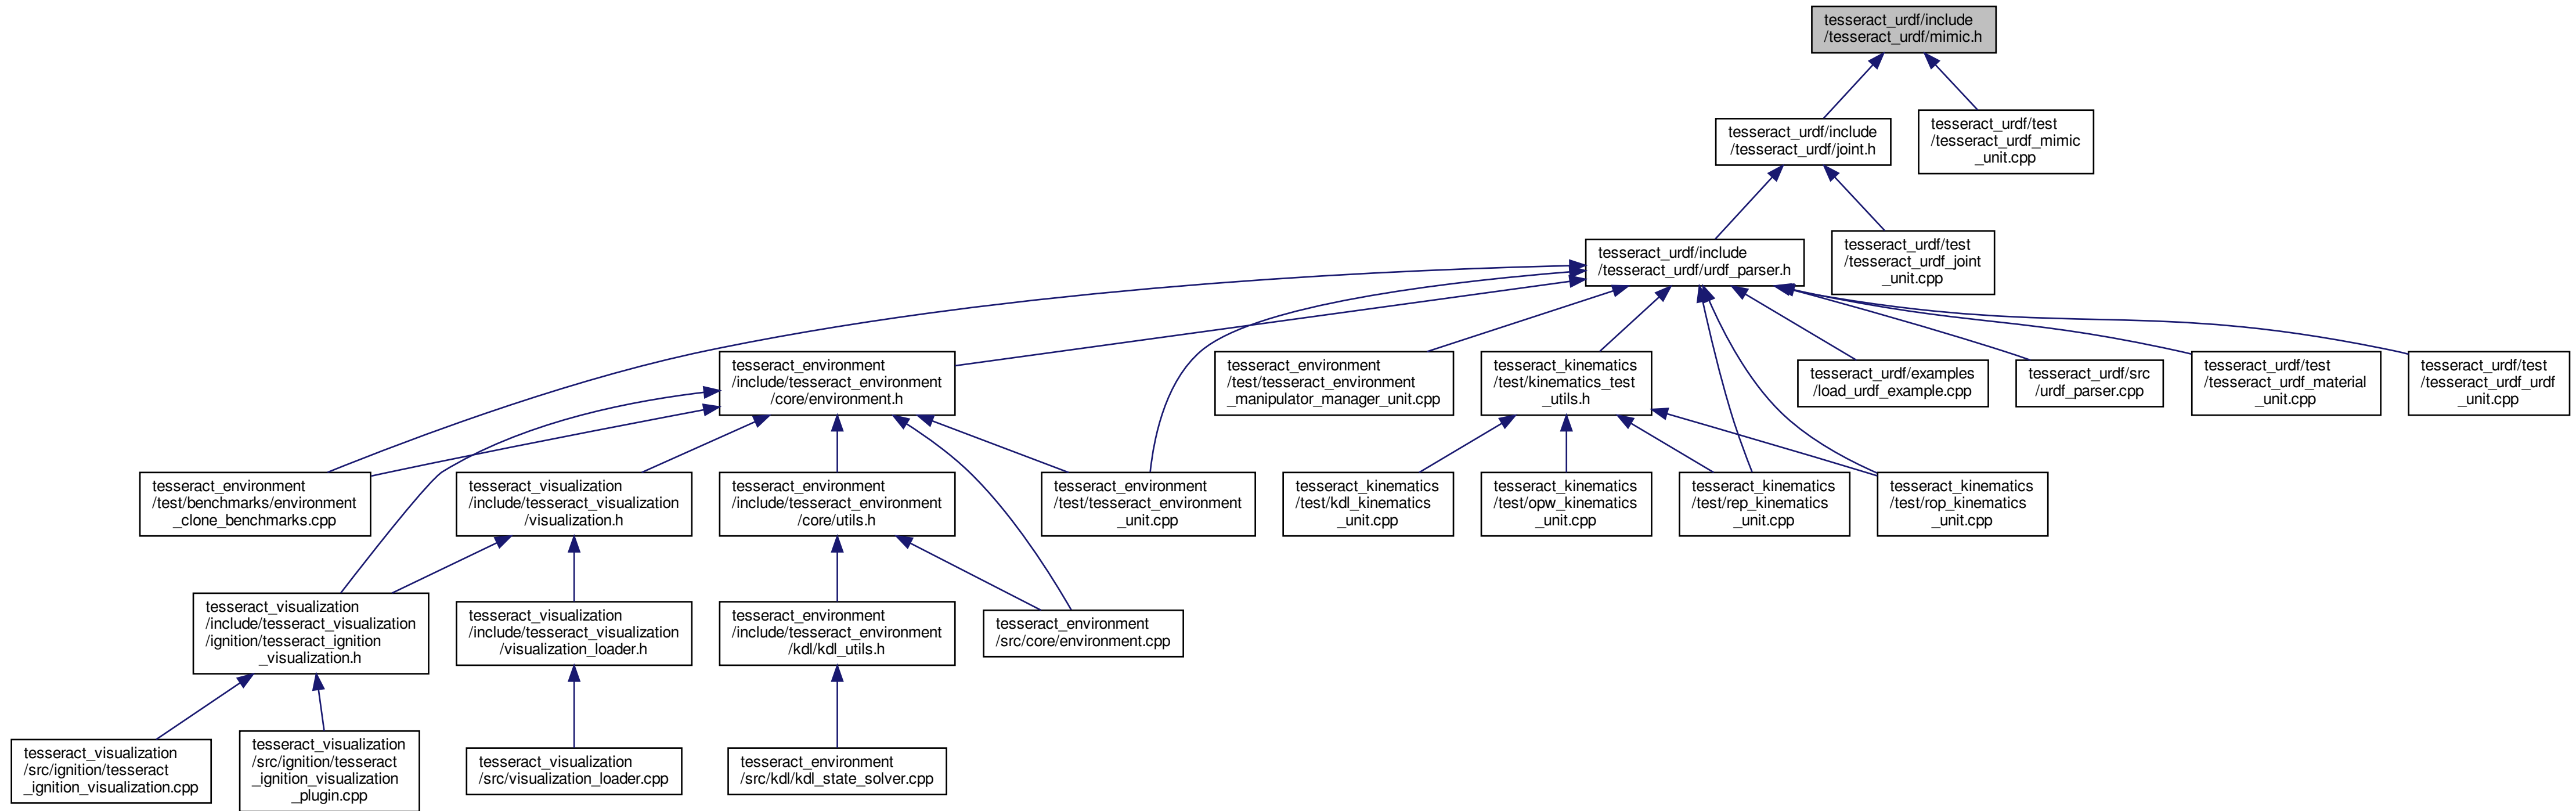 tesseract_urdf/include
/tesseract_urdf/mimic.h
tesseract_urdf/include
/tesseract_urdf/joint.h
tesseract_urdf/test
/tesseract_urdf_mimic
_unit.cpp
tesseract_urdf/include
/tesseract_urdf/urdf_parser.h
tesseract_urdf/test
/tesseract_urdf_joint
_unit.cpp
tesseract_environment
/include/tesseract_environment
/core/environment.h
tesseract_environment
/test/tesseract_environment
_manipulator_manager_unit.cpp
tesseract_kinematics
/test/kinematics_test
_utils.h
tesseract_urdf/examples
/load_urdf_example.cpp
tesseract_urdf/src
/urdf_parser.cpp
tesseract_urdf/test
/tesseract_urdf_material
_unit.cpp
tesseract_urdf/test
/tesseract_urdf_urdf
_unit.cpp
tesseract_environment
/test/benchmarks/environment
_clone_benchmarks.cpp
tesseract_visualization
/include/tesseract_visualization
/visualization.h
tesseract_environment
/include/tesseract_environment
/core/utils.h
tesseract_environment
/test/tesseract_environment
_unit.cpp
tesseract_kinematics
/test/kdl_kinematics
_unit.cpp
tesseract_kinematics
/test/opw_kinematics
_unit.cpp
tesseract_kinematics
/test/rep_kinematics
_unit.cpp
tesseract_kinematics
/test/rop_kinematics
_unit.cpp
tesseract_visualization
/include/tesseract_visualization
/ignition/tesseract_ignition
_visualization.h
tesseract_visualization
/include/tesseract_visualization
/visualization_loader.h
tesseract_environment
/include/tesseract_environment
/kdl/kdl_utils.h
tesseract_environment
/src/core/environment.cpp
tesseract_visualization
/src/ignition/tesseract
_ignition_visualization.cpp
tesseract_visualization
/src/ignition/tesseract
_ignition_visualization
_plugin.cpp
tesseract_visualization
/src/visualization_loader.cpp
tesseract_environment
/src/kdl/kdl_state_solver.cpp